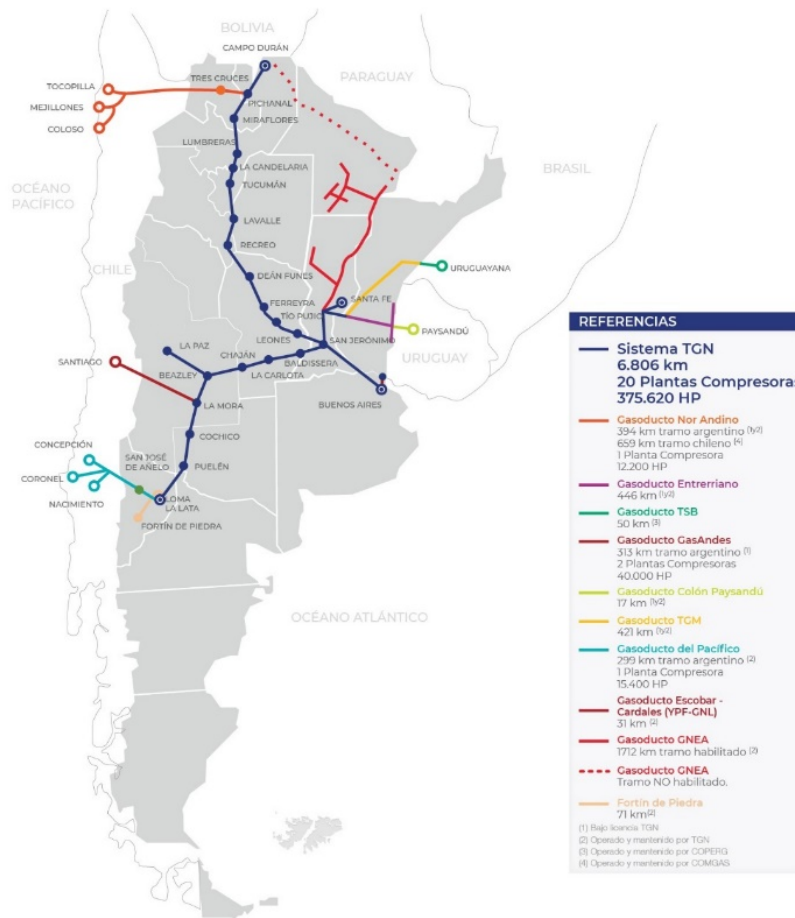 BOLIVIA
CAMPO DURÁN
PARAGUAY
TRES CRUCES
TOCOPILLA
PICHANAL
MEJILLONES
MIRAFLORES
COLOSO
LUMBRERAS
BRASIL
LA CANDELARIA
TUCUMÁN
OCÉANO
PACÍFICO
LAVALLE
RECREO
CHILE
DEÁN FUNES
URUGUAYANA
FERREYRA
SANTA FE
TÍO PUJIO
LEONES
SAN JERÓNIMO
PAYSANDÚ
LA PAZ
CHAJÁN
BALDISSERA
URUGUAY
SANTIAGO
BEAZLEY
LA CARLOTA
LA MORA
BUENOS AIRES
COCHICO
CONCEPCIÓN
SAN JOSÉ
DE AÑELO
PUELÉN
CORONEL
NACIMIENTO
LOMA
LA LATA
FORTÍN DE PIEDRA
OCÉANO ATLÁNTICO
REFERENCIAS
Sistema TGN
6.806 km
20 Plantas Compresoras
375.620 HP
Gasoducto Nor Andino
394 km tramo argentino (1y2)
659 km tramo chileno (4)
1 Planta Compresora
12.200 HP
Gasoducto Entrerriano
446 km (1y2)
Gasoducto TSB
50 km (3)
Gasoducto GasAndes
313 km tramo argentino (1)
2 Plantas Compresoras
40.000 HP
Gasoducto Colón Paysandú
17 km (1y2)
Gasoducto TGM
421 km (1y2)
Gasoducto del Pacífico
299 km tramo argentino (2)
1 Planta Compresora
15.400 HP
Gasoducto Escobar -
Cardales (YPF-GNL)
31 km (2)
Gasoducto GNEA
1712 km tramo habilitado (2)
Gasoducto GNEA
Tramo NO habilitado.
Fortín de Piedra
71 km(2)
(1) Bajo licencia TGN
(2) Operado y mantenido por TGN
(3) Operado y mantenido por COPERG
(4) Operado y mantenido por COMGAS